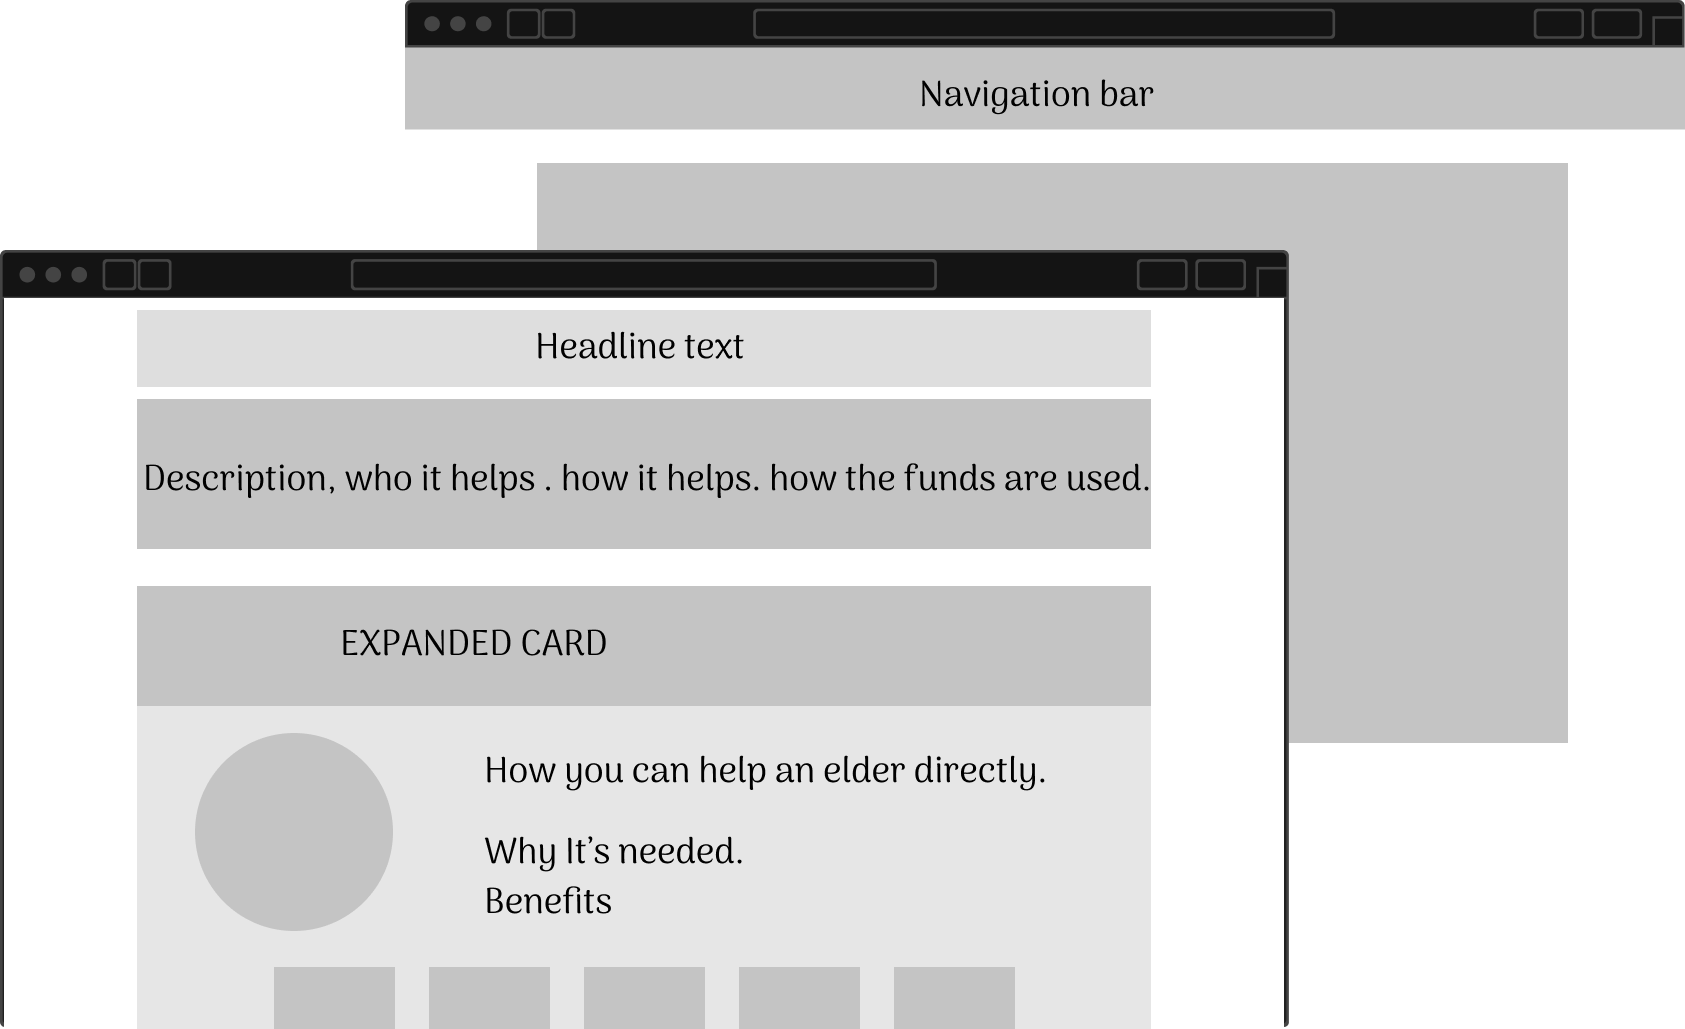 Navigation bar
Headline text
Description, who it helps . how it helps. how the funds are used.
EXPANDED CARD
How you can help an elder directly.
Why It’s needed.
Benefits